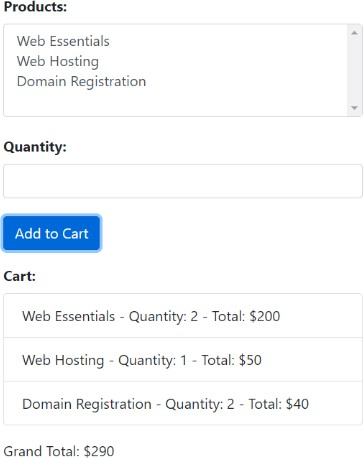 Products:
Web Essentials
Web Hosting
Domain Registration
Quantity:
Add to Cart
Cart:
Web Essentials - Quantity: 2 - Total: $200
Web Hosting - Quantity: 1 - Total: $50
Domain Registration - Quantity: 2 - Total: $40
Grand Total: $290